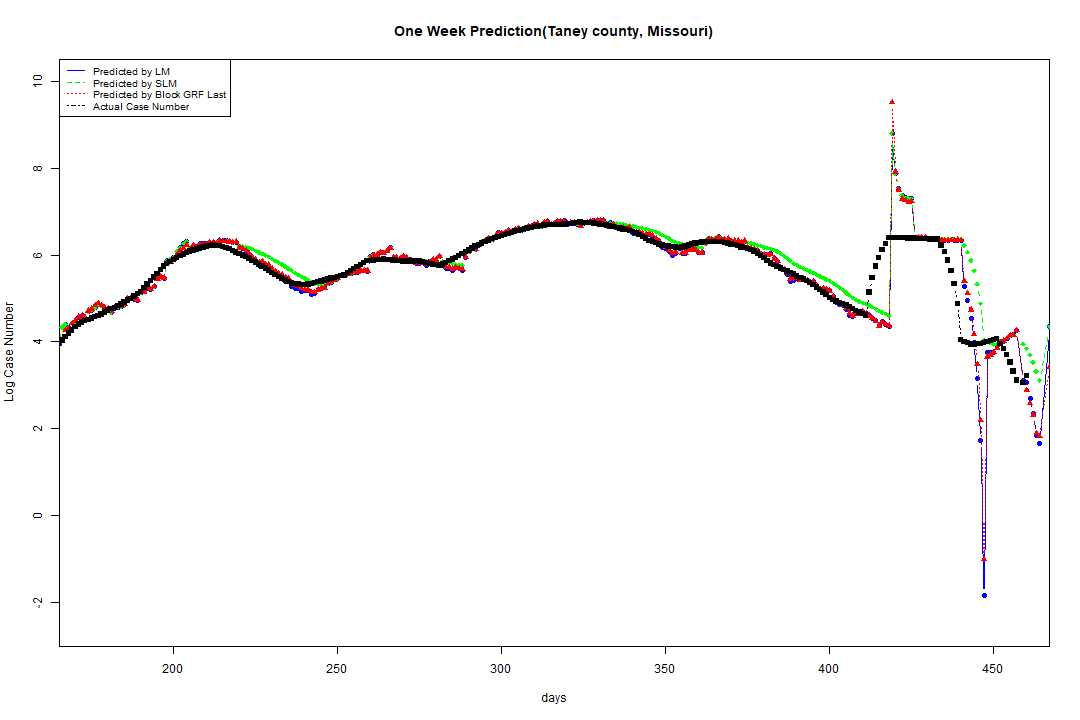 One Week Prediction(Taney county, Missouri)
Predicted by LM
Predicted by SLM
Predicted by Block GRF Last
Actual Case Number
10
8
6
4
2
0
-2
Log Case Number
200 250 300 350 400 450
days